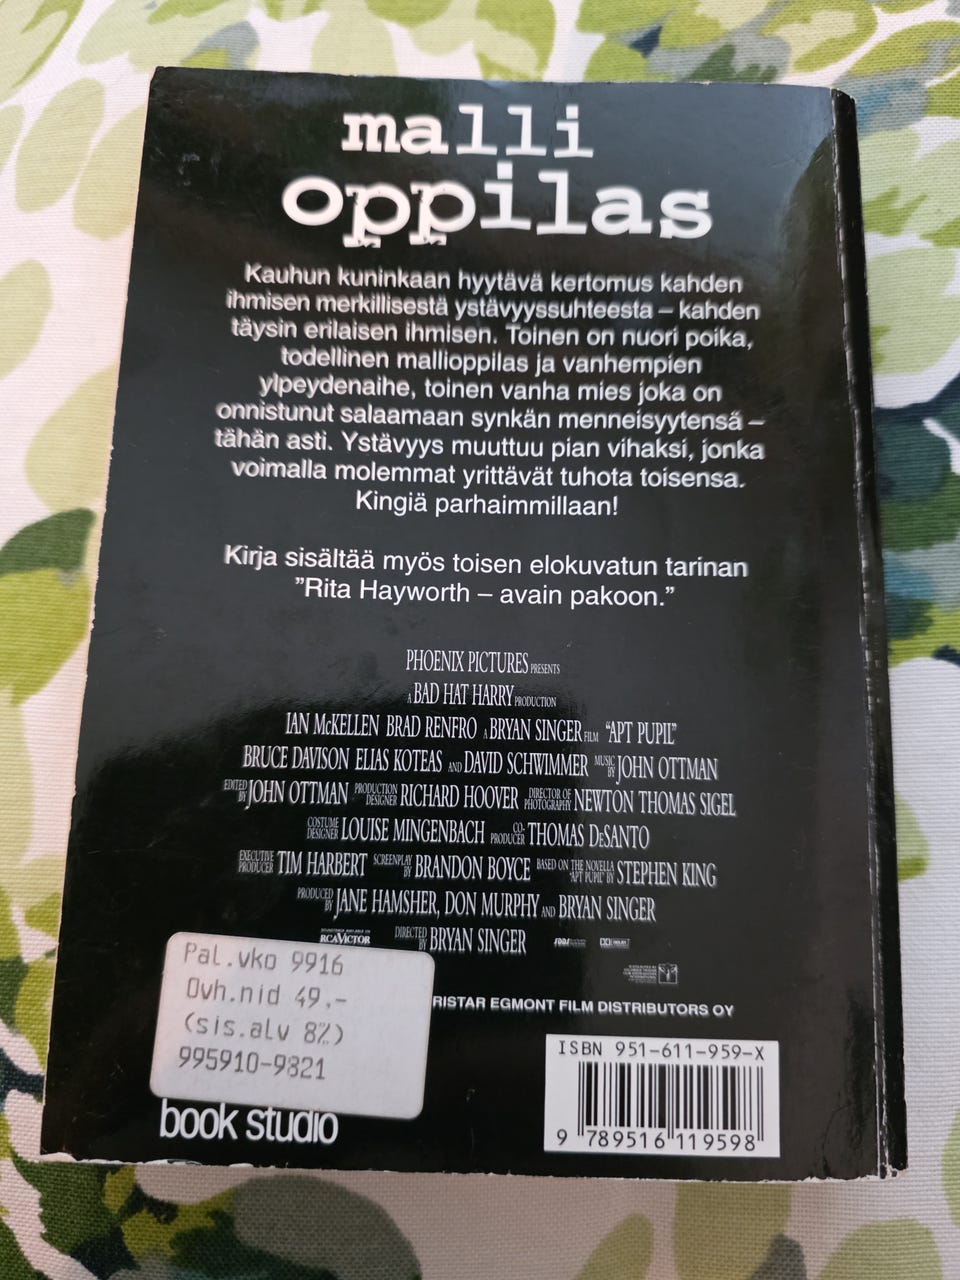 malli
oppilas
Kauhun kuninkaan hyytävä kertomus kahden
ihmisen merkillisestä ystävyyssuhteesta – kahden
täysin erilaisen ihmisen. Toinen on nuori poika,
todellinen mallioppilas ja vanhempien
ylpeydenaihe, toinen vanha mies joka on
onnistunut salaamaan synkän menneisyytensä –
tähän asti. Ystävyys muuttuu pian vihaksi, jonka
voimalla molemmat yrittävät tuhota toisensa.
Kingiä parhaimmillaan!
Kirja sisältää myös toisen elokuvatun tarinan
”Rita Hayworth – avain pakoon.”
PHOENIX PICTURES PRESENTS
A BAD HAT HARRY PRODUCTION
IAN McKELLEN BRAD RENFRO A BRYAN SINGER FILM “APT PUPIL”
BRUCE DAVISON ELIAS KOTEAS AND DAVID SCHWIMMER MUSIC BY JOHN OTTMAN
EDITED BY JOHN OTTMAN PRODUCTION DESIGNER RICHARD HOOVER DIRECTOR OF PHOTOGRAPHY NEWTON THOMAS SIGEL
COSTUME DESIGNER LOUISE MINGENBACH CO-PRODUCER THOMAS DeSANTO
EXECUTIVE PRODUCER TIM HARBERT SCREENPLAY BY BRANDON BOYCE BASED ON THE NOVELLA “APT PUPIL” BY STEPHEN KING
PRODUCED BY JANE HAMSHER, DON MURPHY AND BRYAN SINGER
RCA VICTOR DIRECTED BY BRYAN SINGER
RISTAR EGMONT FILM DISTRIBUTORS OY
Pal.vko 9916
Ovh.nid 49,-
(sis.alv 8%)
995910-9821
book studio
ISBN 951-611-959-X
9 789516 119598